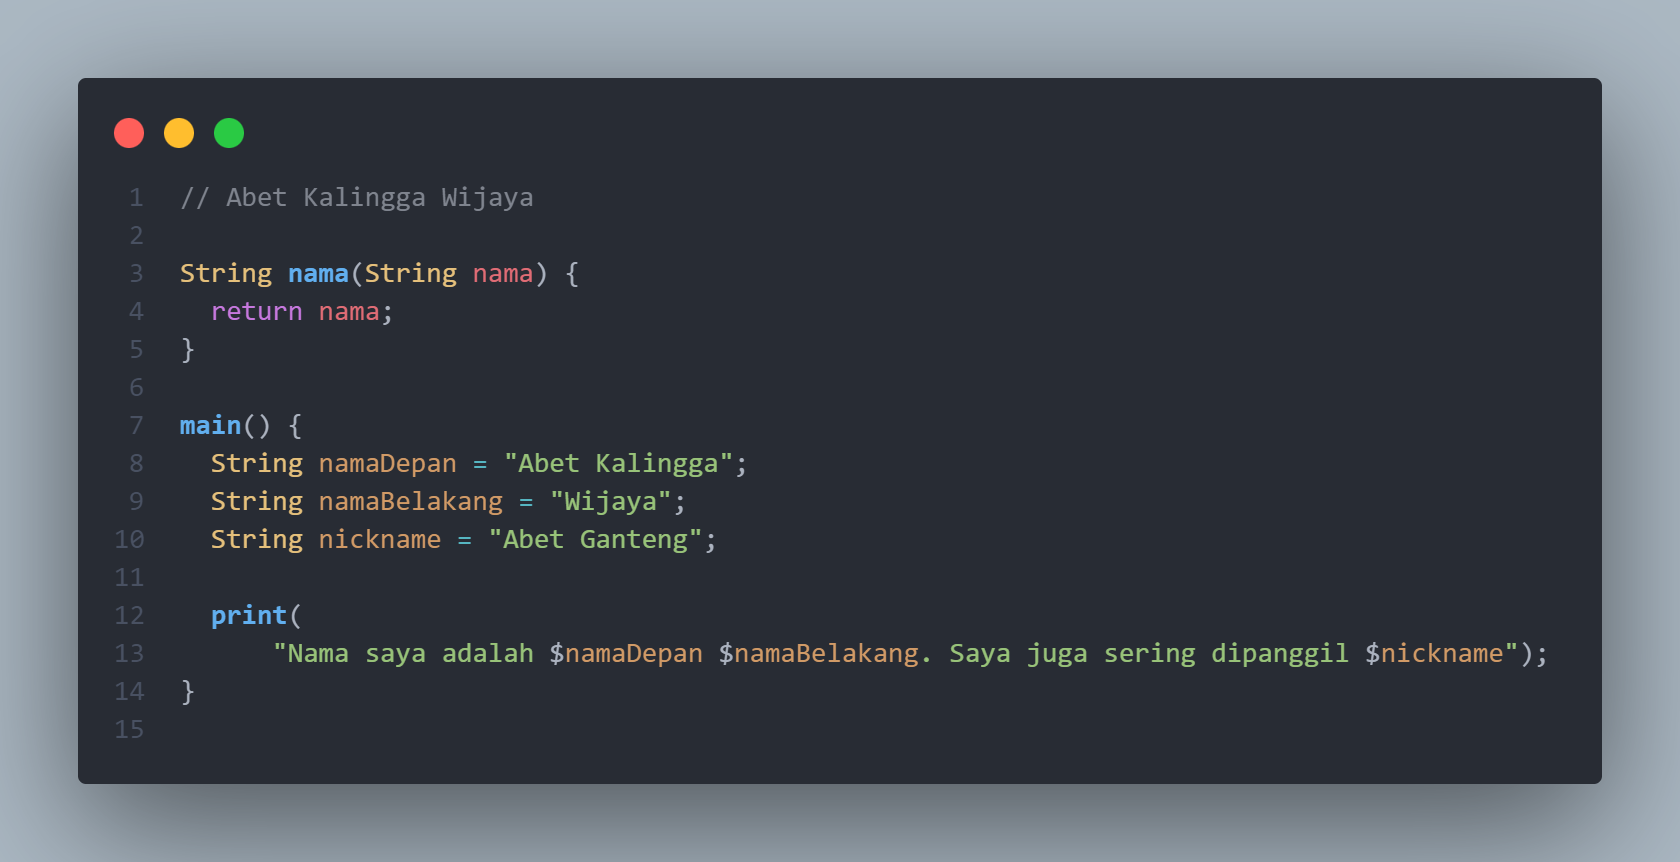 1 // Abet Kalingga Wijaya
2
3 String nama(String nama) {
4   return nama;
5 }
6
7 main() {
8   String namaDepan = "Abet Kalingga";
9   String namaBelakang = "Wijaya";
10   String nickname = "Abet Ganteng";
11
12   print(
13       "Nama saya adalah $namaDepan $namaBelakang. Saya juga sering dipanggil $nickname");
14 }
15